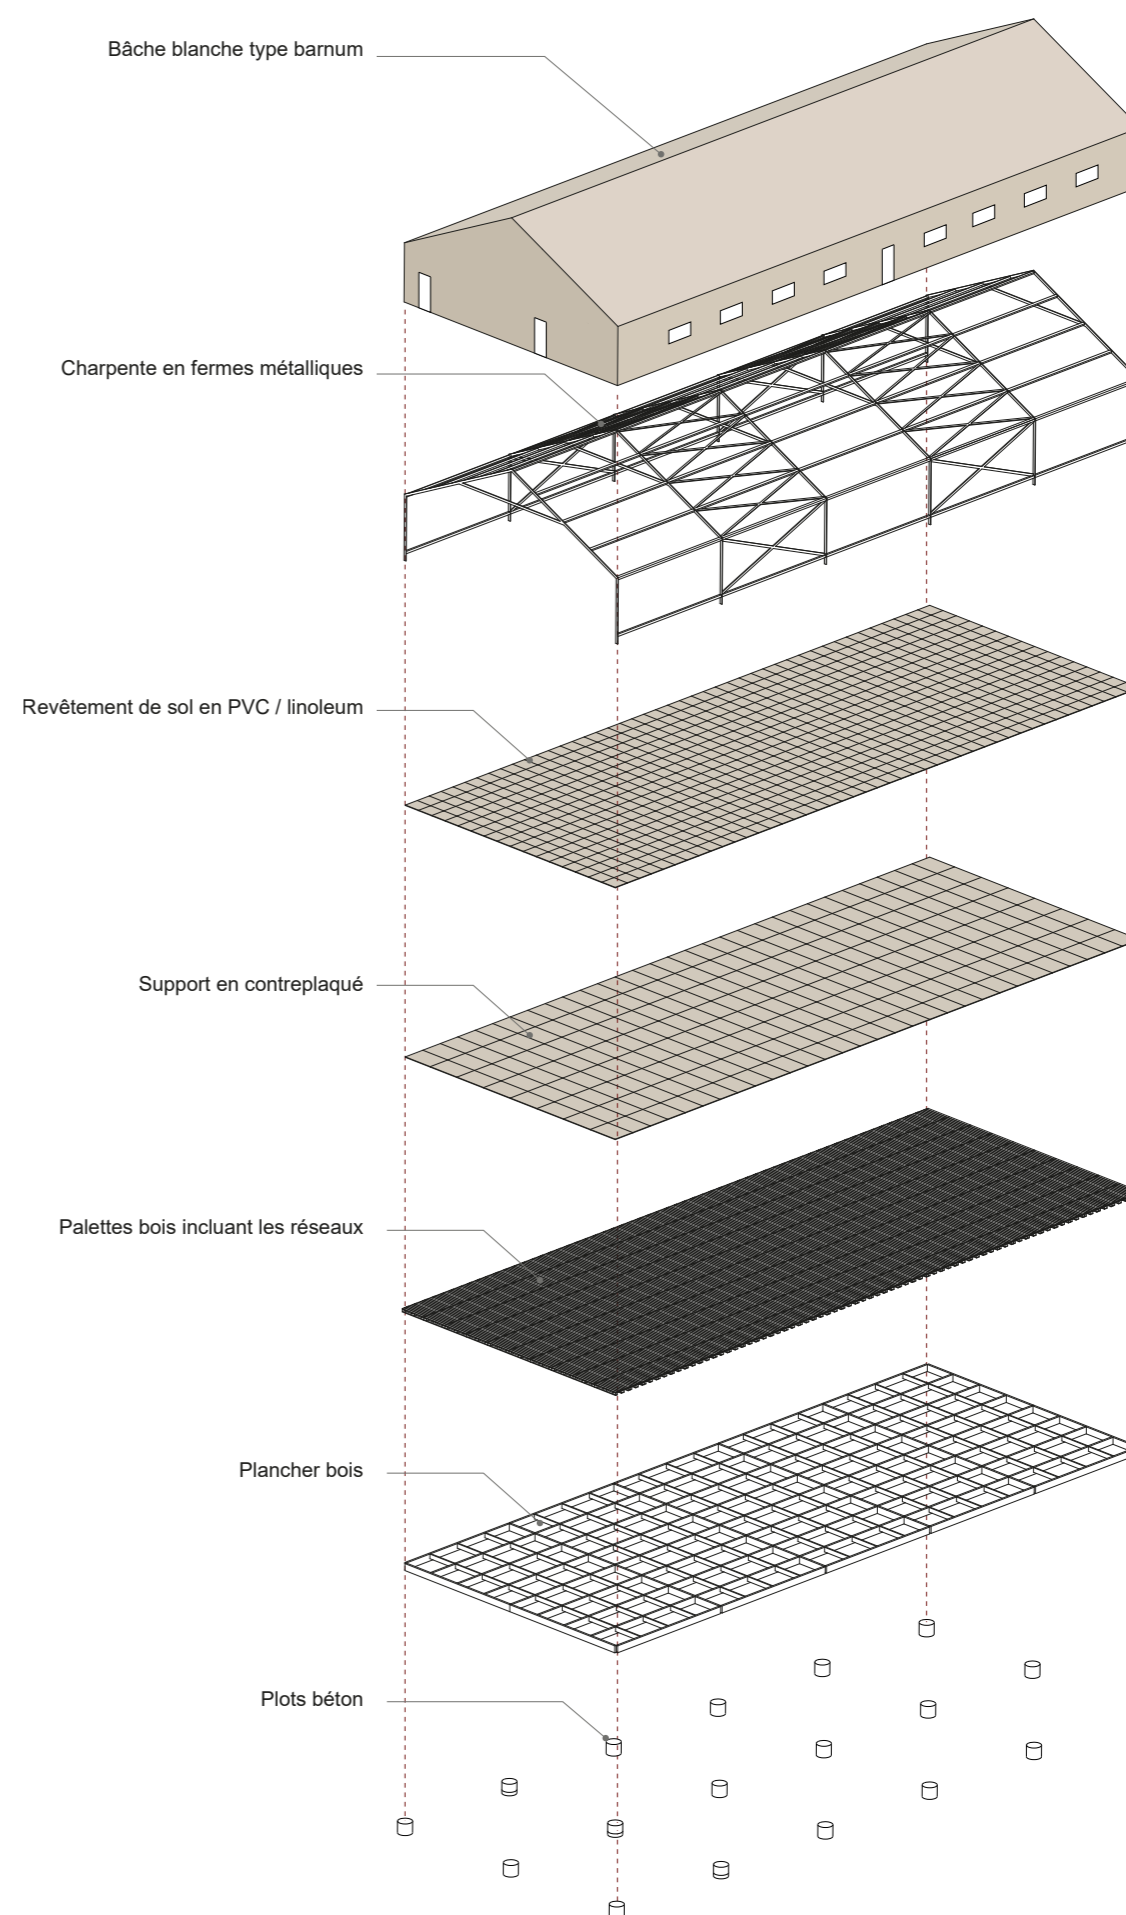 Bâche blanche type barnum
Charpente en fermes métalliques
Revêtement de sol en PVC / linoleum
Support en contreplaqué
Palettes bois incluant les réseaux
Plancher bois
Plots béton